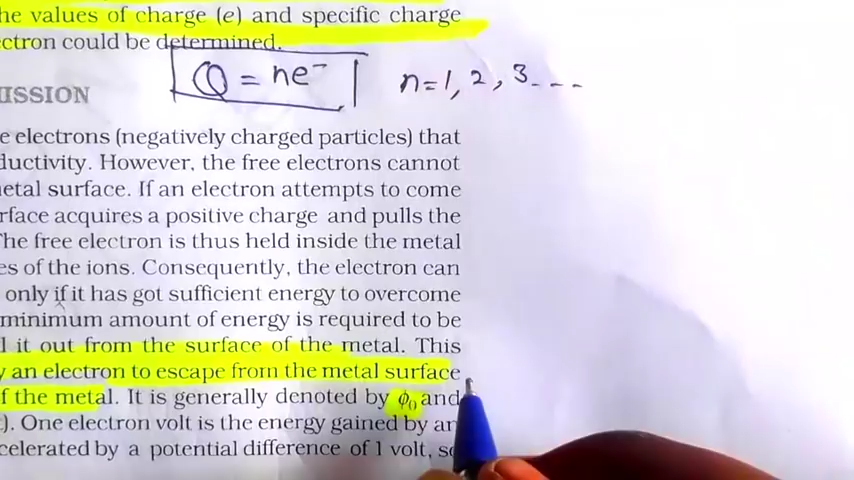 he values of charge (e) and specific charge
ectron could be determined.
Q = ne⁻ n=1, 2, 3---
ISSION
e electrons (negatively charged particles) that
ductivity. However, the free electrons cannot
netal surface. If an electron attempts to come
rface acquires a positive charge and pulls the
The free electron is thus held inside the metal
es of the ions. Consequently, the electron can
only if it has got sufficient energy to overcome
minimum amount of energy is required to be
l it out from the surface of the metal. This
y an electron to escape from the metal surface
f the metal. It is generally denoted by ϕ₀ and
). One electron volt is the energy gained by an
celerated by a potential difference of 1 volt, so